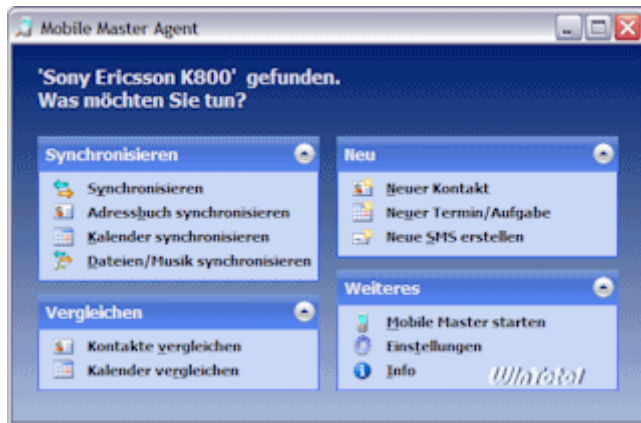 Mobile Master Agent
'Sony Ericsson K800' gefunden.
Was möchten Sie tun?
Synchronisieren
Synchronisieren
Adressbuch synchronisieren
Kalender synchronisieren
Dateien/Musik synchronisieren
Vergleichen
Kontakte vergleichen
Kalender vergleichen
Neu
Neuer Kontakt
Neuer Termin/Aufgabe
Neue SMS erstellen
Weiteres
Mobile Master starten
Einstellungen
Info
WinTotal